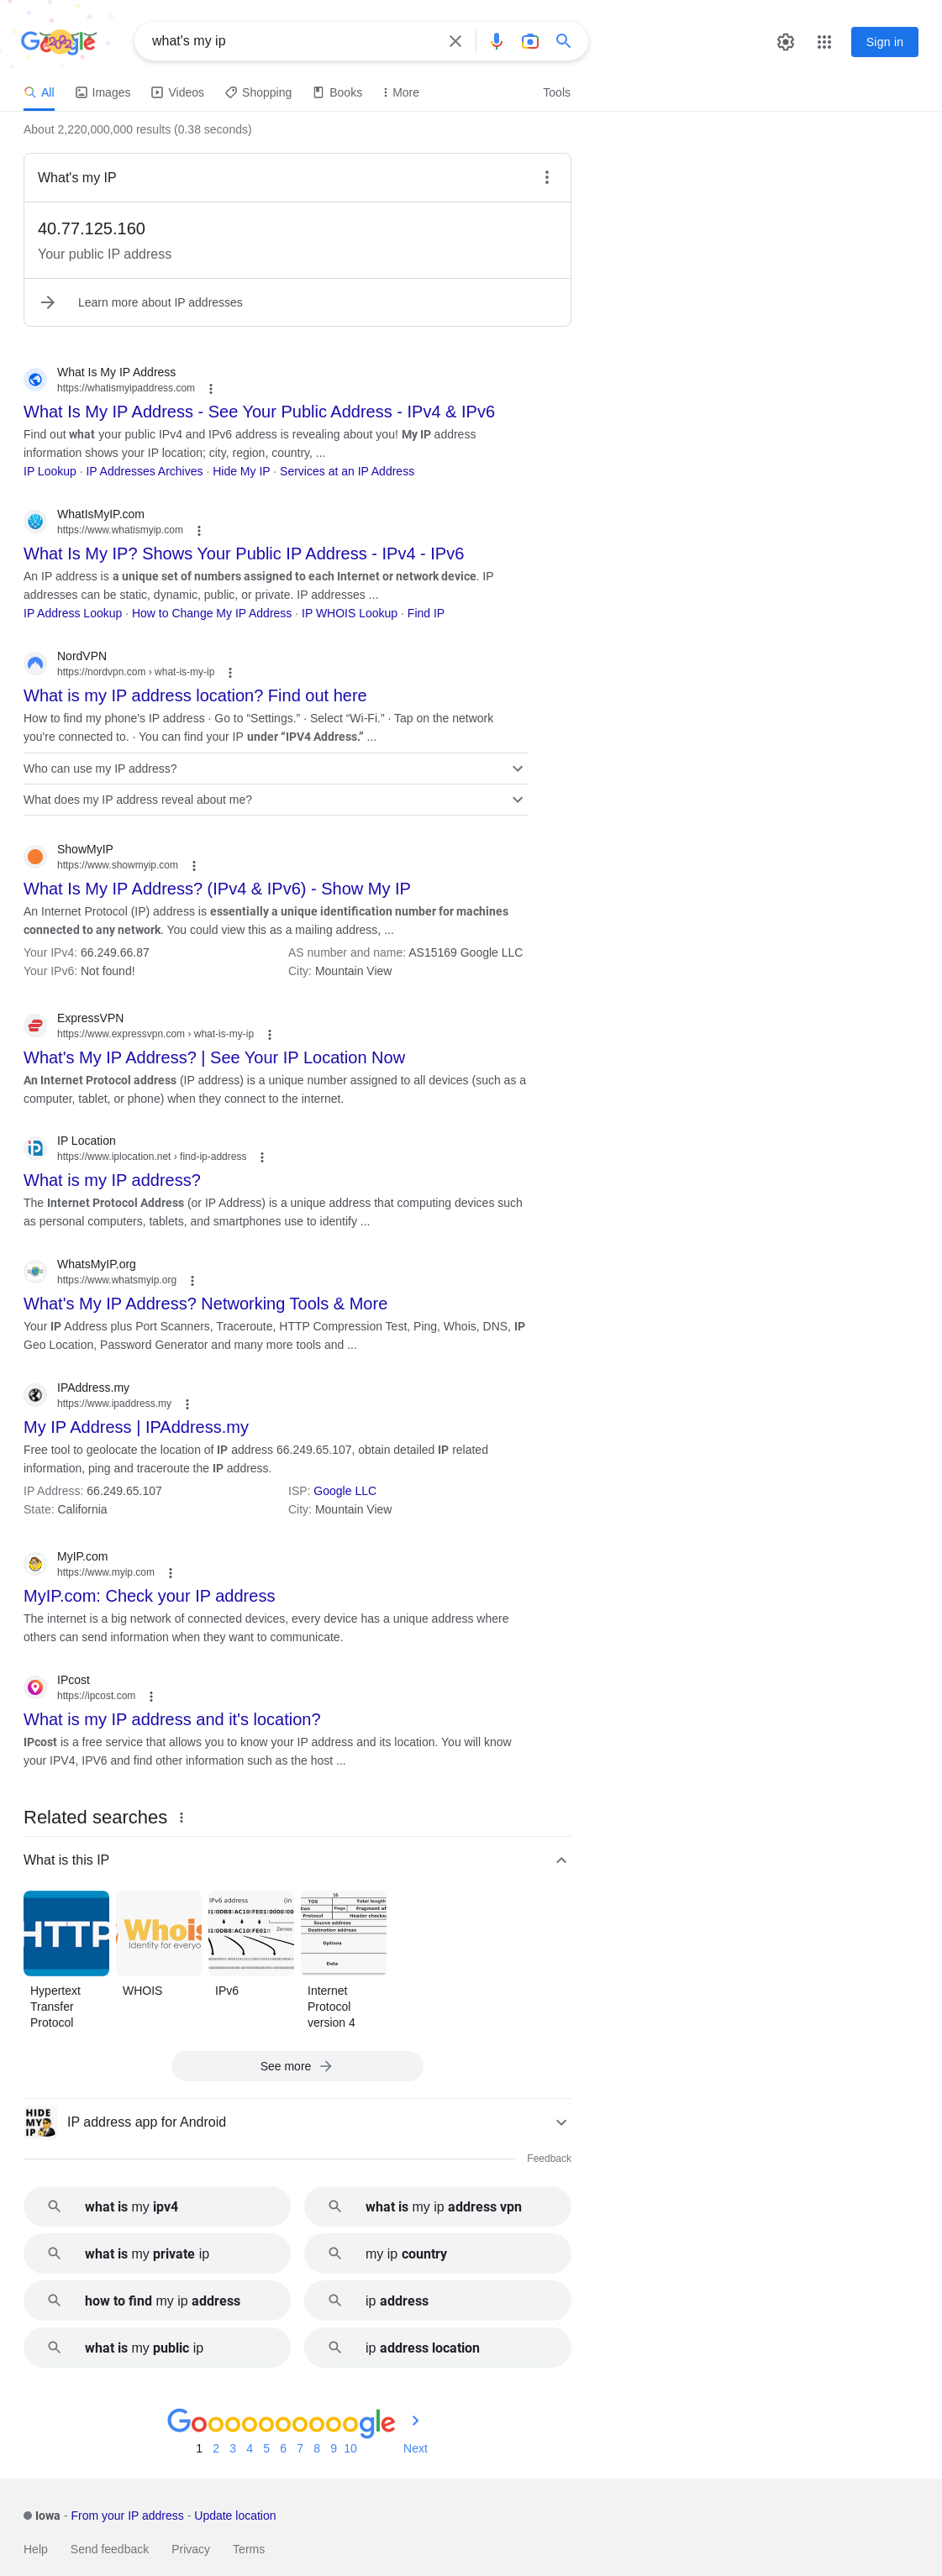 Google
2024
what's my ip
Sign in
All Images Videos Shopping Books More Tools
About 2,220,000,000 results (0.38 seconds)
What's my IP
40.77.125.160
Your public IP address
Learn more about IP addresses
What Is My IP Address
https://whatismyipaddress.com
What Is My IP Address - See Your Public Address - IPv4 & IPv6
Find out what your public IPv4 and IPv6 address is revealing about you! My IP address
information shows your IP location; city, region, country, ...
IP Lookup · IP Addresses Archives · Hide My IP · Services at an IP Address
WhatIsMyIP.com
https://www.whatismyip.com
What Is My IP? Shows Your Public IP Address - IPv4 - IPv6
An IP address is a unique set of numbers assigned to each Internet or network device. IP
addresses can be static, dynamic, public, or private. IP addresses ...
IP Address Lookup · How to Change My IP Address · IP WHOIS Lookup · Find IP
NordVPN
https://nordvpn.com › what-is-my-ip
What is my IP address location? Find out here
How to find my phone's IP address · Go to “Settings.” · Select “Wi-Fi.” · Tap on the network
you're connected to. · You can find your IP under “IPV4 Address.” ...
Who can use my IP address?
What does my IP address reveal about me?
ShowMyIP
https://www.showmyip.com
What Is My IP Address? (IPv4 & IPv6) - Show My IP
An Internet Protocol (IP) address is essentially a unique identification number for machines
connected to any network. You could view this as a mailing address, ...
Your IPv4: 66.249.66.87 AS number and name: AS15169 Google LLC
Your IPv6: Not found! City: Mountain View
ExpressVPN
https://www.expressvpn.com › what-is-my-ip
What's My IP Address? | See Your IP Location Now
An Internet Protocol address (IP address) is a unique number assigned to all devices (such as a
computer, tablet, or phone) when they connect to the internet.
IP Location
https://www.iplocation.net › find-ip-address
What is my IP address?
The Internet Protocol Address (or IP Address) is a unique address that computing devices such
as personal computers, tablets, and smartphones use to identify ...
WhatsMyIP.org
https://www.whatsmyip.org
What's My IP Address? Networking Tools & More
Your IP Address plus Port Scanners, Traceroute, HTTP Compression Test, Ping, Whois, DNS, IP
Geo Location, Password Generator and many more tools and ...
IPAddress.my
https://www.ipaddress.my
My IP Address | IPAddress.my
Free tool to geolocate the location of IP address 66.249.65.107, obtain detailed IP related
information, ping and traceroute the IP address.
IP Address: 66.249.65.107 ISP: Google LLC
State: California City: Mountain View
MyIP.com
https://www.myip.com
MyIP.com: Check your IP address
The internet is a big network of connected devices, every device has a unique address where
others can send information when they want to communicate.
IPcost
https://ipcost.com
What is my IP address and it's location?
IPcost is a free service that allows you to know your IP address and its location. You will know
your IPV4, IPV6 and find other information such as the host ...
Related searches
What is this IP
HTTP
Whois
Identity for everyo
IPv6 address (in
Zeroes
16
TOS Total length
Flags Fragment of
Protocol Header checks
Source address
Destination address
Options
Data
Hypertext
Transfer
Protocol
WHOIS
IPv6
Internet
Protocol
version 4
See more
HIDE
MY
IP
IP address app for Android
Feedback
what is my ipv4 what is my ip address vpn
what is my private ip my ip country
how to find my ip address ip address
what is my public ip ip address location
Goooooooooogle
1 2 3 4 5 6 7 8 9 10 Next
Iowa - From your IP address - Update location
Help Send feedback Privacy Terms